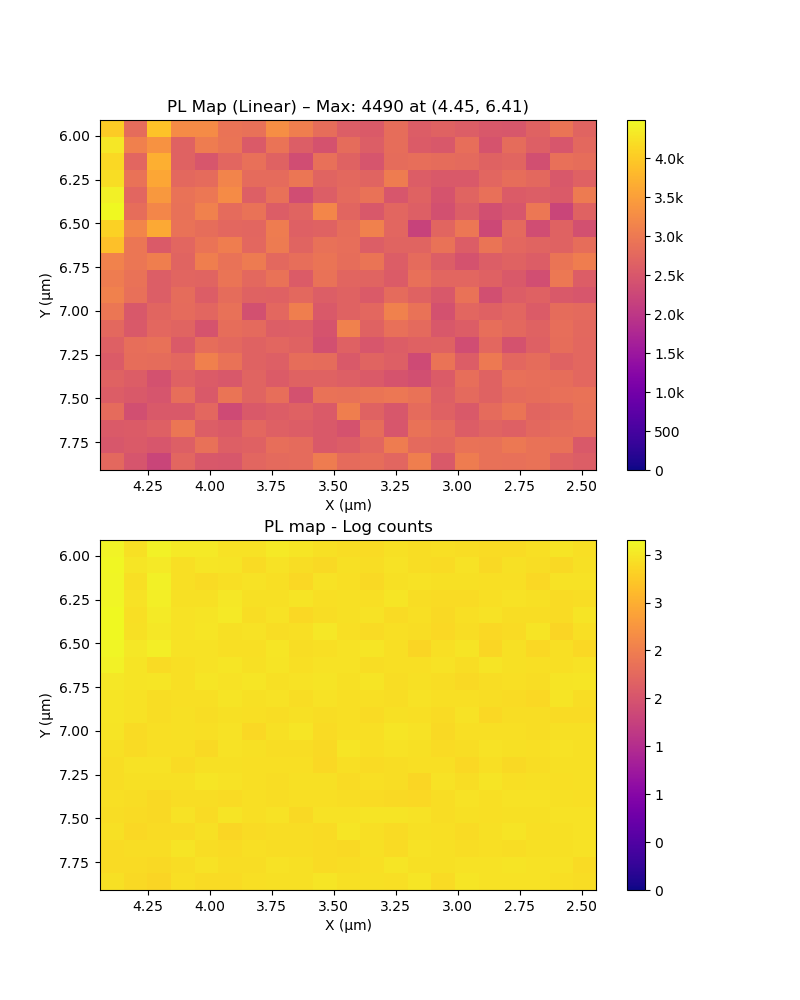 PL Map (Linear) – Max: 4490 at (4.45, 6.41)
Y (μm)
6.00
6.25
6.50
6.75
7.00
7.25
7.50
7.75
4.25 4.00 3.75 3.50 3.25 3.00 2.75 2.50
X (μm)
4.0k
3.5k
3.0k
2.5k
2.0k
1.5k
1.0k
500
0
PL map - Log counts
Y (μm)
6.00
6.25
6.50
6.75
7.00
7.25
7.50
7.75
4.25 4.00 3.75 3.50 3.25 3.00 2.75 2.50
X (μm)
3
3
2
2
1
1
0
0